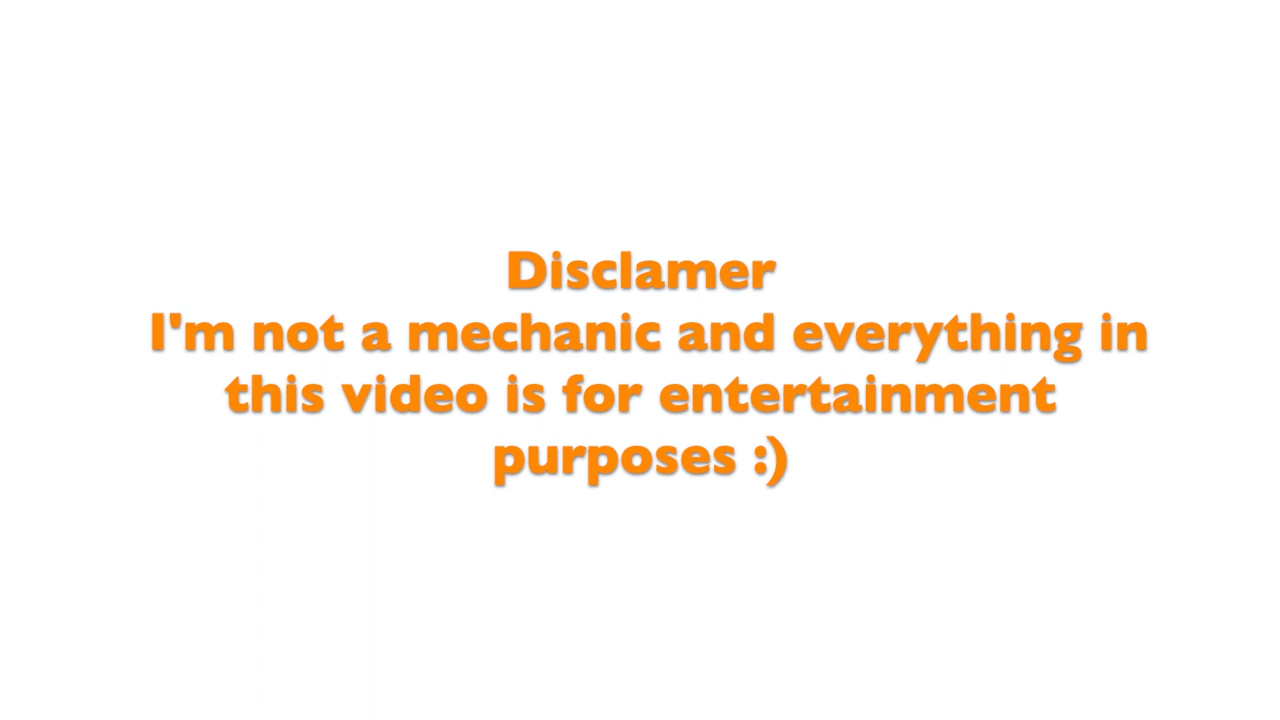 Disclamer
I'm not a mechanic and everything in
this video is for entertainment
purposes :)